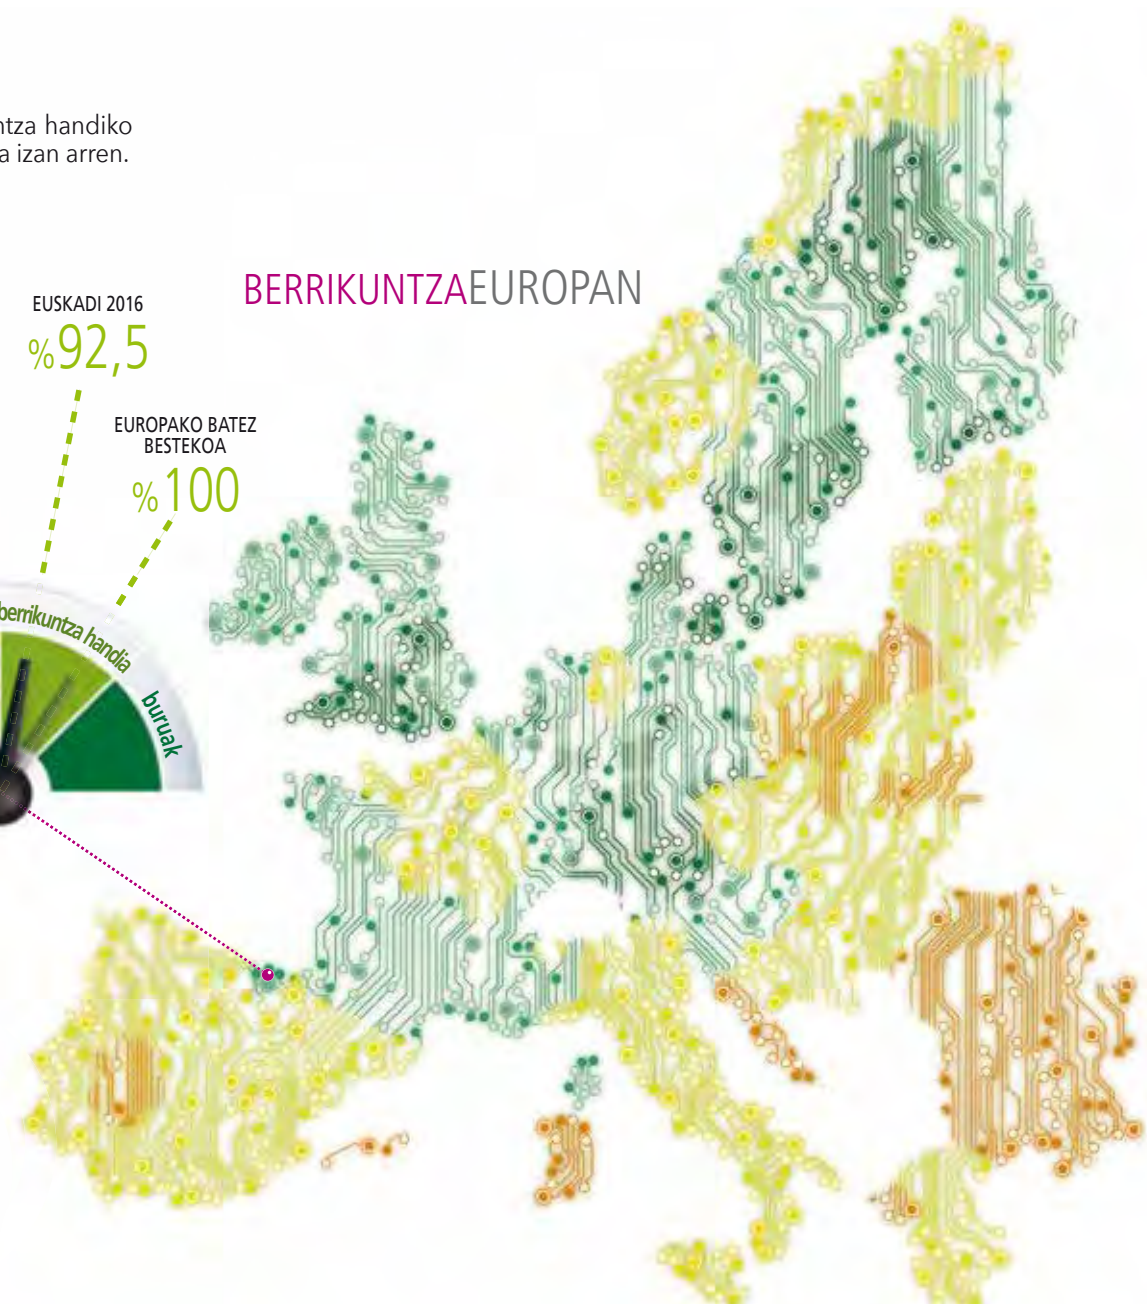 ntza handiko
a izan arren.
BERRIKUNTZAEUROPAN
EUSKADI 2016
%92,5
EUROPAKO BATEZ
BESTEKOA
%100
berrikuntza handia
buruak